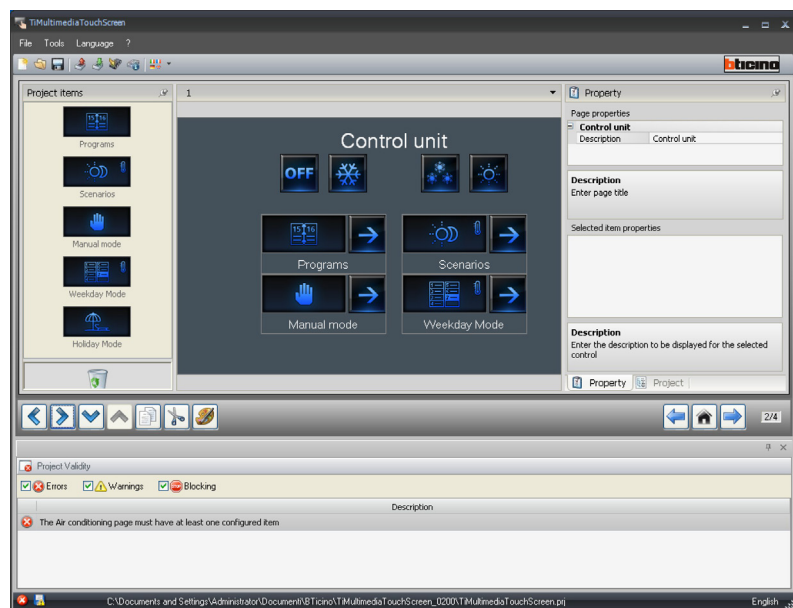 TiMultimediaTouchScreen
File Tools Language ?
bticino
Project items
1
Property
15 16
Programs
Scenarios
Manual mode
Weekday Mode
Holiday Mode
Control unit
OFF
15 16
Programs
Scenarios
Manual mode
Weekday Mode
Page properties
Control unit
Description Control unit
Description
Enter page title
Selected item properties
Description
Enter the description to be displayed for the selected
control
Property Project
2/4
Project Validity
Errors Warnings Blocking
Description
The Air conditioning page must have at least one configured item
C:\Documents and Settings\Administrator\Documenti\BTicino\TiMultimediaTouchScreen_0200\TiMultimediaTouchScreen.prj
English